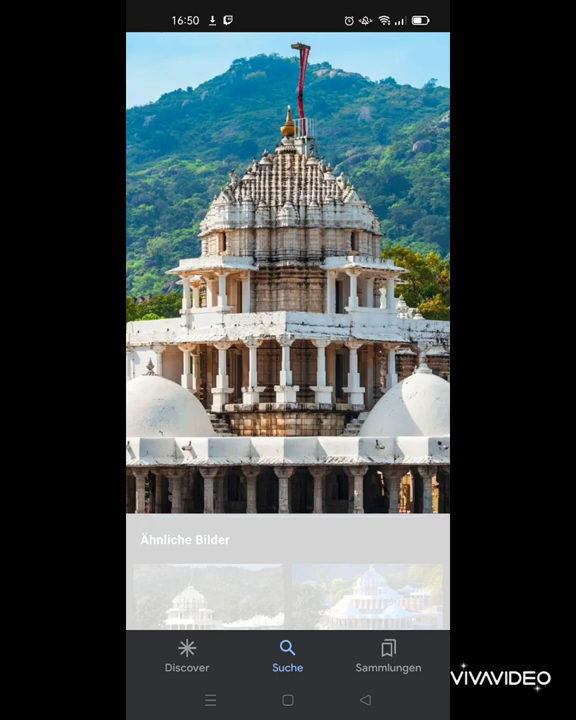 16:50
Ähnliche Bilder
Discover
Suche
Sammlungen
VIVAVIDEO